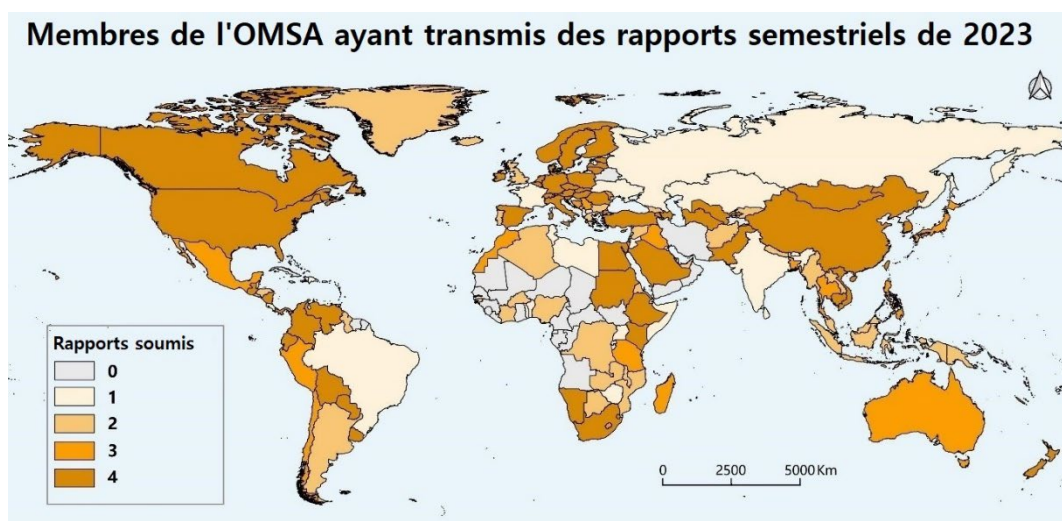 Membres de l'OMSA ayant transmis des rapports semestriels de 2023
Rapports soumis
0
1
2
3
4
0 2500 5000 Km